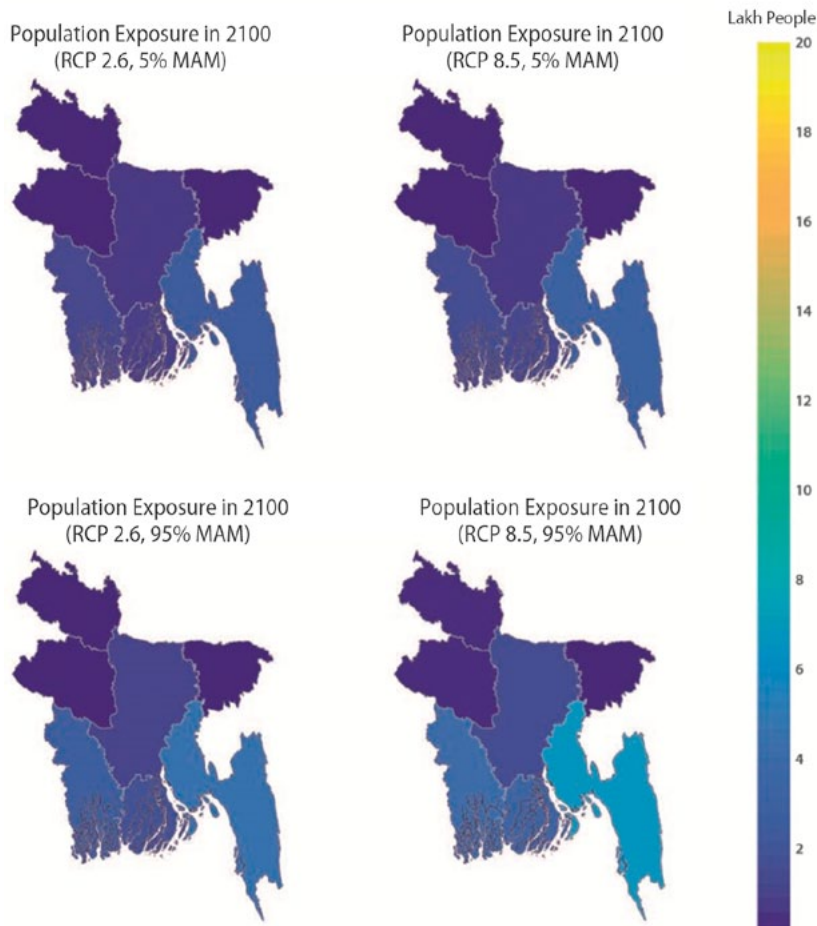 Lakh People
Population Exposure in 2100
(RCP 2.6, 5% MAM)
Population Exposure in 2100
(RCP 8.5, 5% MAM)
20
18
16
14
12
10
8
6
4
2
Population Exposure in 2100
(RCP 2.6, 95% MAM)
Population Exposure in 2100
(RCP 8.5, 95% MAM)